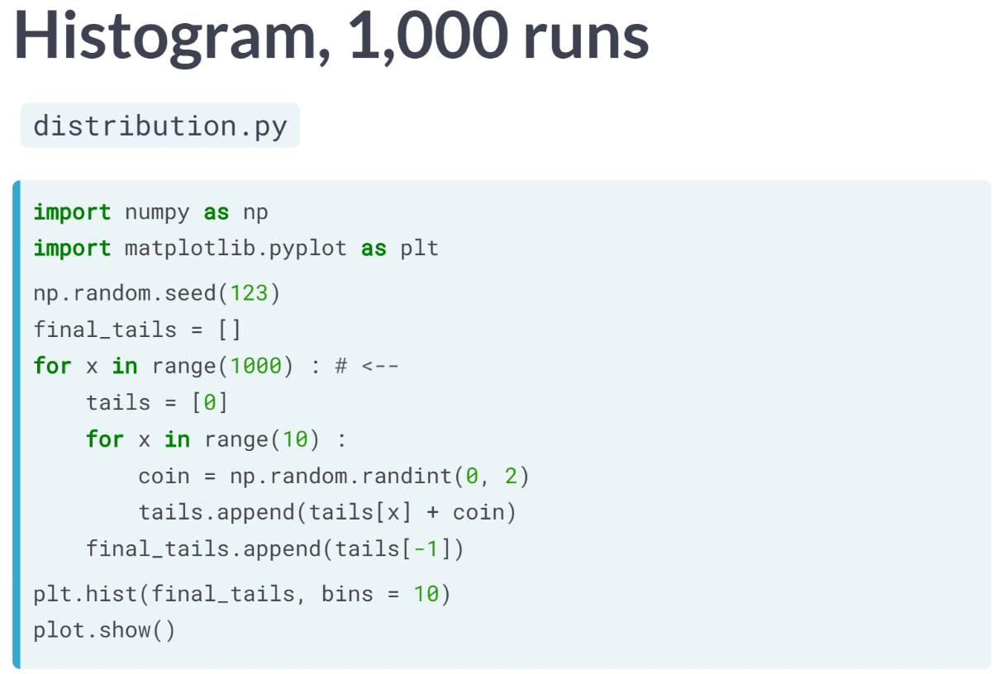 Histogram, 1,000 runs
distribution.py
import numpy as np
import matplotlib.pyplot as plt
np.random.seed(123)
final_tails = []
for x in range(1000) : # <--
    tails = [0]
    for x in range(10) :
        coin = np.random.randint(0, 2)
        tails.append(tails[x] + coin)
    final_tails.append(tails[-1])
plt.hist(final_tails, bins = 10)
plot.show()